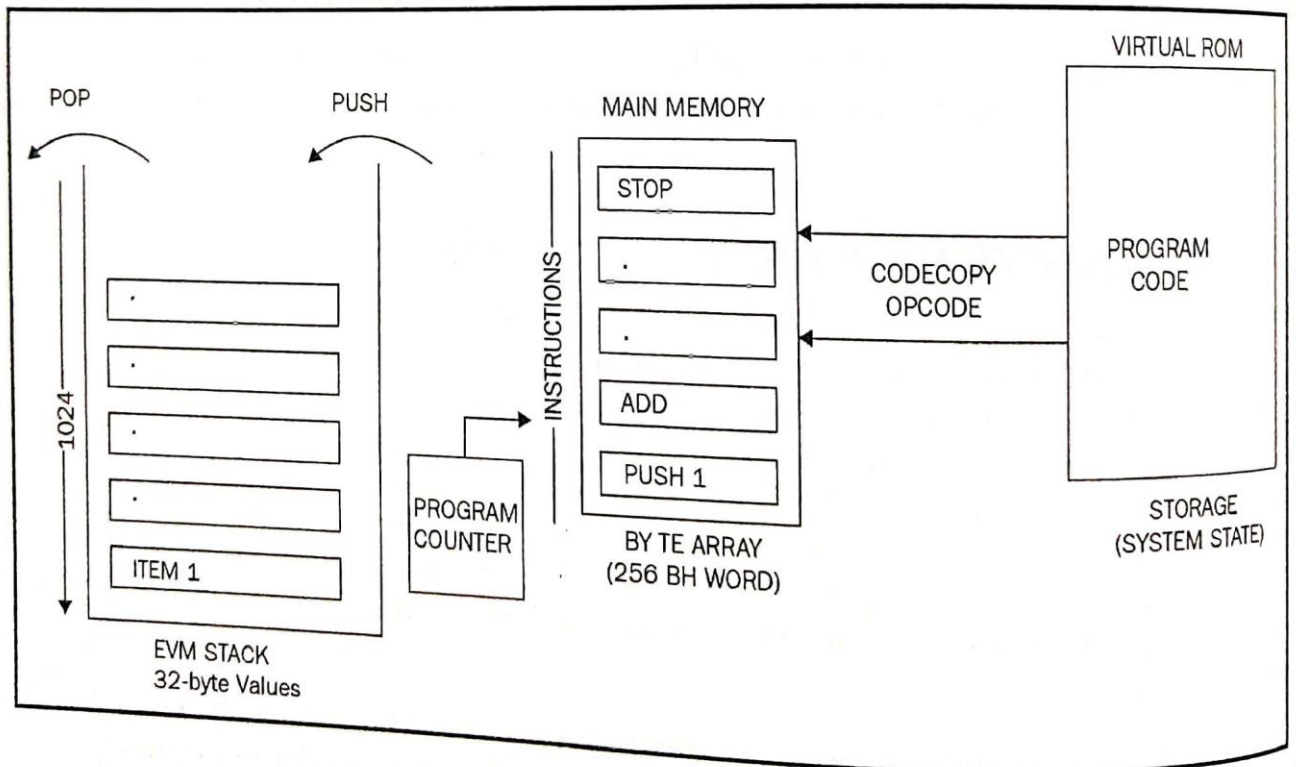 POP
PUSH
1024
.
.
.
.
ITEM 1
EVM STACK
32-byte Values
PROGRAM
COUNTER
INSTRUCTIONS
MAIN MEMORY
STOP
.
.
ADD
PUSH 1
BY TE ARRAY
(256 BH WORD)
CODECOPY
OPCODE
VIRTUAL ROM
PROGRAM
CODE
STORAGE
(SYSTEM STATE)